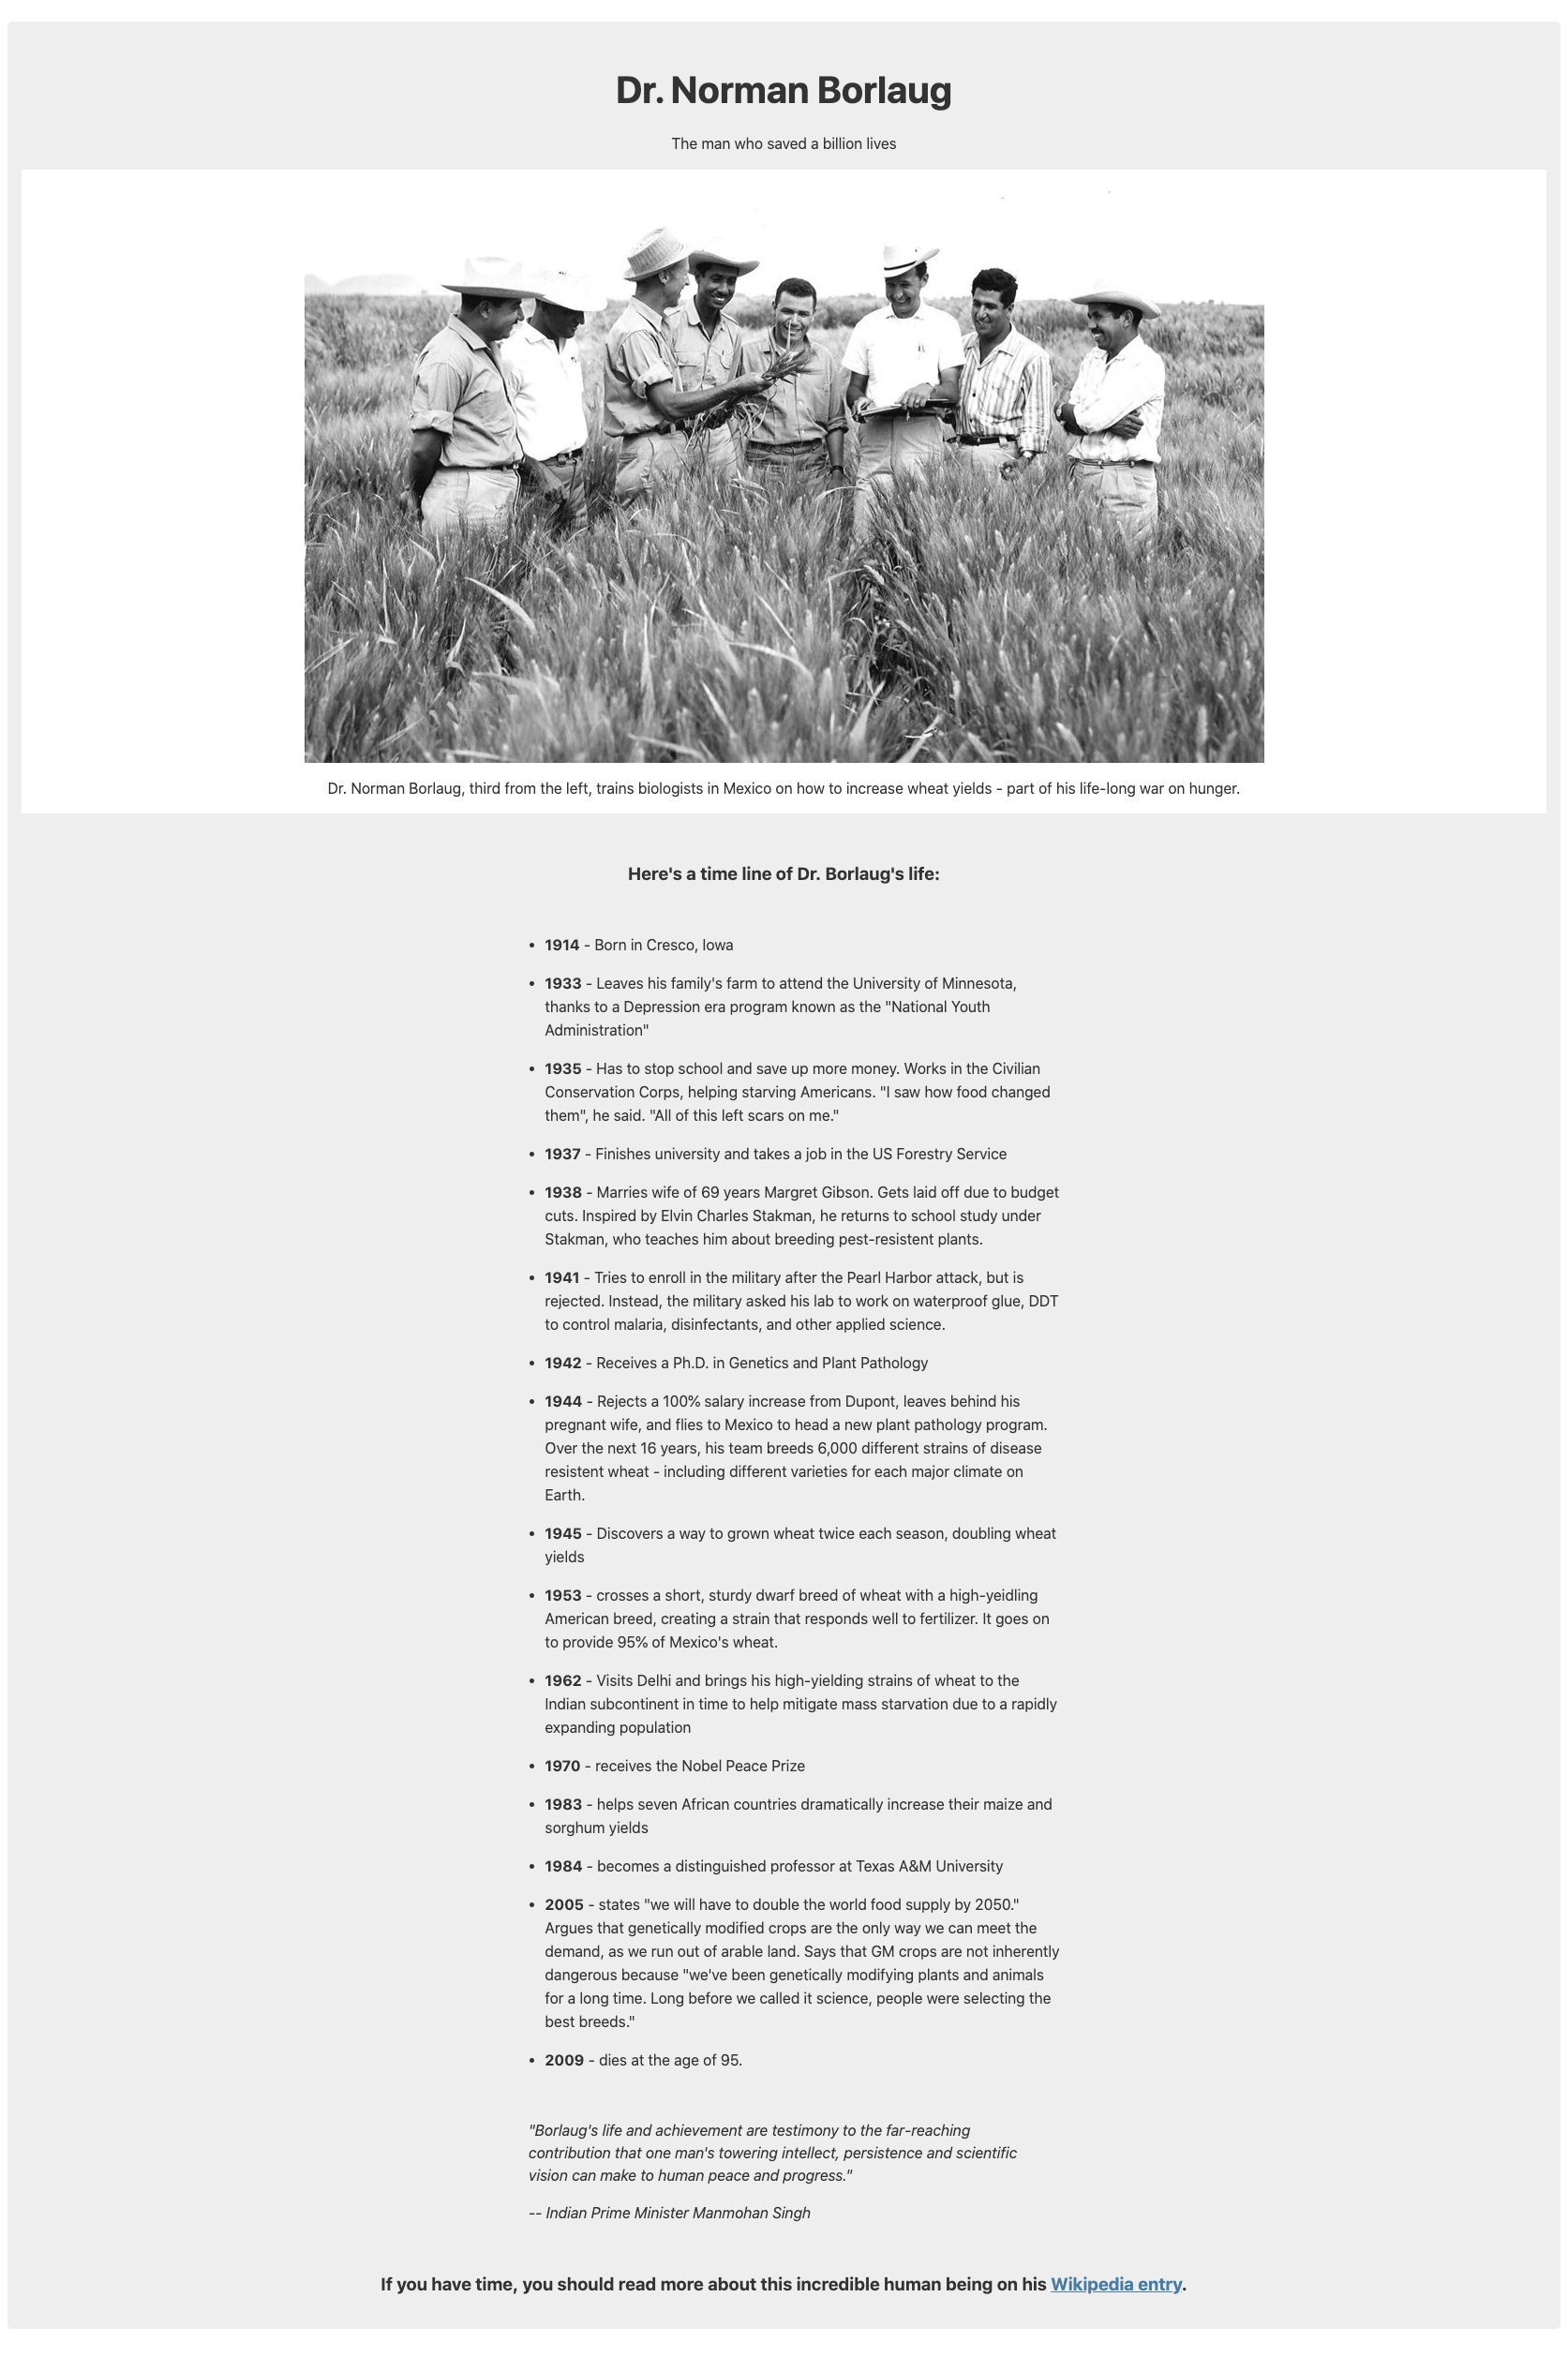 Dr. Norman Borlaug
The man who saved a billion lives
Dr. Norman Borlaug, third from the left, trains biologists in Mexico on how to increase wheat yields - part of his life-long war on hunger.
Here's a time line of Dr. Borlaug's life:
• 1914 - Born in Cresco, Iowa
• 1933 - Leaves his family's farm to attend the University of Minnesota,
thanks to a Depression era program known as the "National Youth
Administration"
• 1935 - Has to stop school and save up more money. Works in the Civilian
Conservation Corps, helping starving Americans. "I saw how food changed
them", he said. "All of this left scars on me."
• 1937 - Finishes university and takes a job in the US Forestry Service
• 1938 - Marries wife of 69 years Margret Gibson. Gets laid off due to budget
cuts. Inspired by Elvin Charles Stakman, he returns to school study under
Stakman, who teaches him about breeding pest-resistent plants.
• 1941 - Tries to enroll in the military after the Pearl Harbor attack, but is
rejected. Instead, the military asked his lab to work on waterproof glue, DDT
to control malaria, disinfectants, and other applied science.
• 1942 - Receives a Ph.D. in Genetics and Plant Pathology
• 1944 - Rejects a 100% salary increase from Dupont, leaves behind his
pregnant wife, and flies to Mexico to head a new plant pathology program.
Over the next 16 years, his team breeds 6,000 different strains of disease
resistent wheat - including different varieties for each major climate on
Earth.
• 1945 - Discovers a way to grown wheat twice each season, doubling wheat
yields
• 1953 - crosses a short, sturdy dwarf breed of wheat with a high-yeidling
American breed, creating a strain that responds well to fertilizer. It goes on
to provide 95% of Mexico's wheat.
• 1962 - Visits Delhi and brings his high-yielding strains of wheat to the
Indian subcontinent in time to help mitigate mass starvation due to a rapidly
expanding population
• 1970 - receives the Nobel Peace Prize
• 1983 - helps seven African countries dramatically increase their maize and
sorghum yields
• 1984 - becomes a distinguished professor at Texas A&M University
• 2005 - states "we will have to double the world food supply by 2050."
Argues that genetically modified crops are the only way we can meet the
demand, as we run out of arable land. Says that GM crops are not inherently
dangerous because "we've been genetically modifying plants and animals
for a long time. Long before we called it science, people were selecting the
best breeds."
• 2009 - dies at the age of 95.
"Borlaug's life and achievement are testimony to the far-reaching
contribution that one man's towering intellect, persistence and scientific
vision can make to human peace and progress."
-- Indian Prime Minister Manmohan Singh
If you have time, you should read more about this incredible human being on his Wikipedia entry.